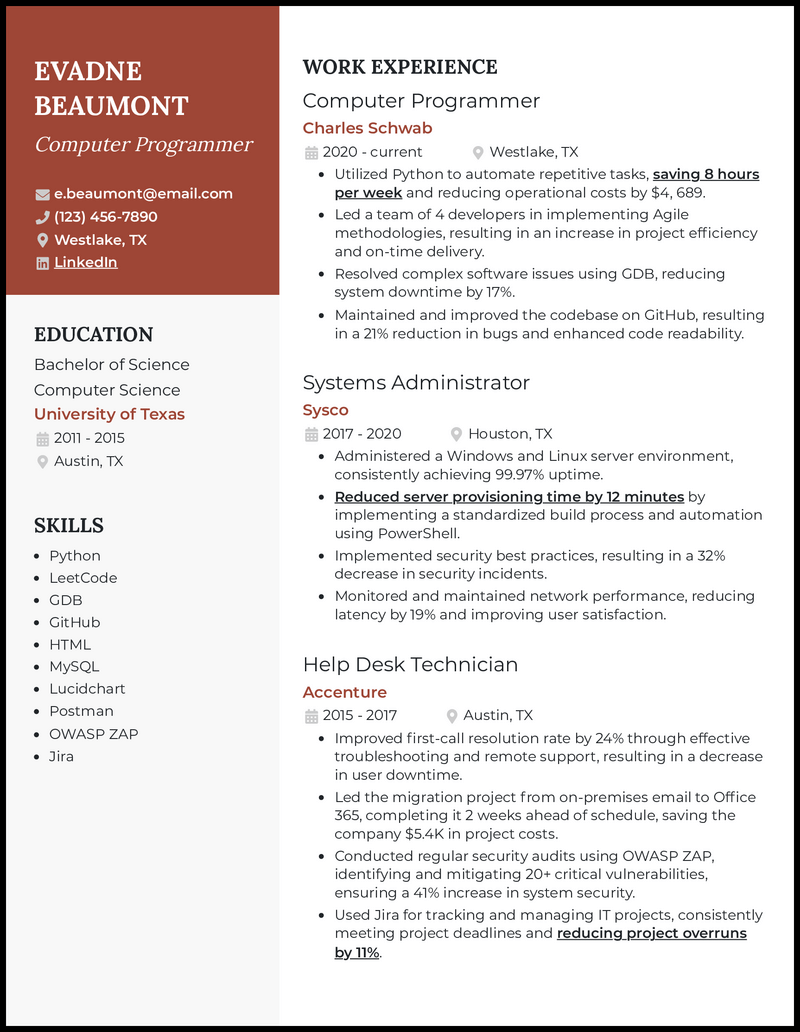 EVADNE
BEAUMONT
Computer Programmer
e.beaumont@email.com
(123) 456-7890
Westlake, TX
LinkedIn
EDUCATION
Bachelor of Science
Computer Science
University of Texas
2011 - 2015
Austin, TX
SKILLS
• Python
• LeetCode
• GDB
• GitHub
• HTML
• MySQL
• Lucidchart
• Postman
• OWASP ZAP
• Jira
WORK EXPERIENCE
Computer Programmer
Charles Schwab
2020 - current Westlake, TX
• Utilized Python to automate repetitive tasks, saving 8 hours
per week and reducing operational costs by $4, 689.
• Led a team of 4 developers in implementing Agile
methodologies, resulting in an increase in project efficiency
and on-time delivery.
• Resolved complex software issues using GDB, reducing
system downtime by 17%.
• Maintained and improved the codebase on GitHub, resulting
in a 21% reduction in bugs and enhanced code readability.
Systems Administrator
Sysco
2017 - 2020 Houston, TX
• Administered a Windows and Linux server environment,
consistently achieving 99.97% uptime.
• Reduced server provisioning time by 12 minutes by
implementing a standardized build process and automation
using PowerShell.
• Implemented security best practices, resulting in a 32%
decrease in security incidents.
• Monitored and maintained network performance, reducing
latency by 19% and improving user satisfaction.
Help Desk Technician
Accenture
2015 - 2017 Austin, TX
• Improved first-call resolution rate by 24% through effective
troubleshooting and remote support, resulting in a decrease
in user downtime.
• Led the migration project from on-premises email to Office
365, completing it 2 weeks ahead of schedule, saving the
company $5.4K in project costs.
• Conducted regular security audits using OWASP ZAP,
identifying and mitigating 20+ critical vulnerabilities,
ensuring a 41% increase in system security.
• Used Jira for tracking and managing IT projects, consistently
meeting project deadlines and reducing project overruns
by 11%.